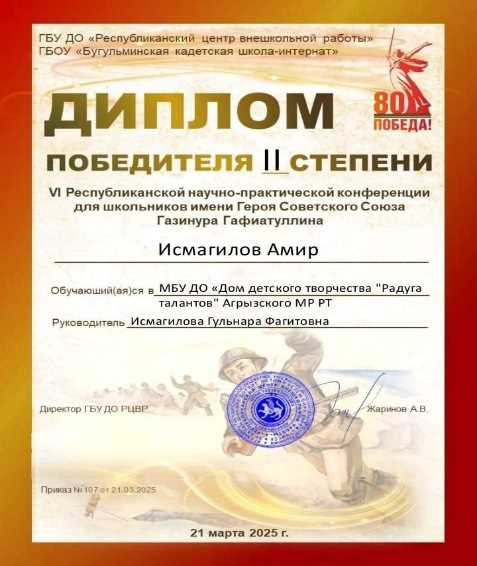 ГБУ ДО «Республиканский центр внешкольной работы»
ГБОУ «Бугульминская кадетская школа-интернат»
80
ПОБЕДА!
ДИПЛОМ
ПОБЕДИТЕЛЯ II СТЕПЕНИ
VI Республиканской научно-практической конференции
для школьников имени Героя Советского Союза
Газинура Гафиатуллина
Исмагилов Амир
Обучающий(ая)ся в МБУ ДО «Дом детского творчества "Радуга
талантов" Агрызского МР РТ
Руководитель Исмагилова Гульнара Фагитовна
Директор ГБУ ДО РЦВР
Жаринов А.В.
Приказ № 107 от 21.03.2025
21 марта 2025 г.